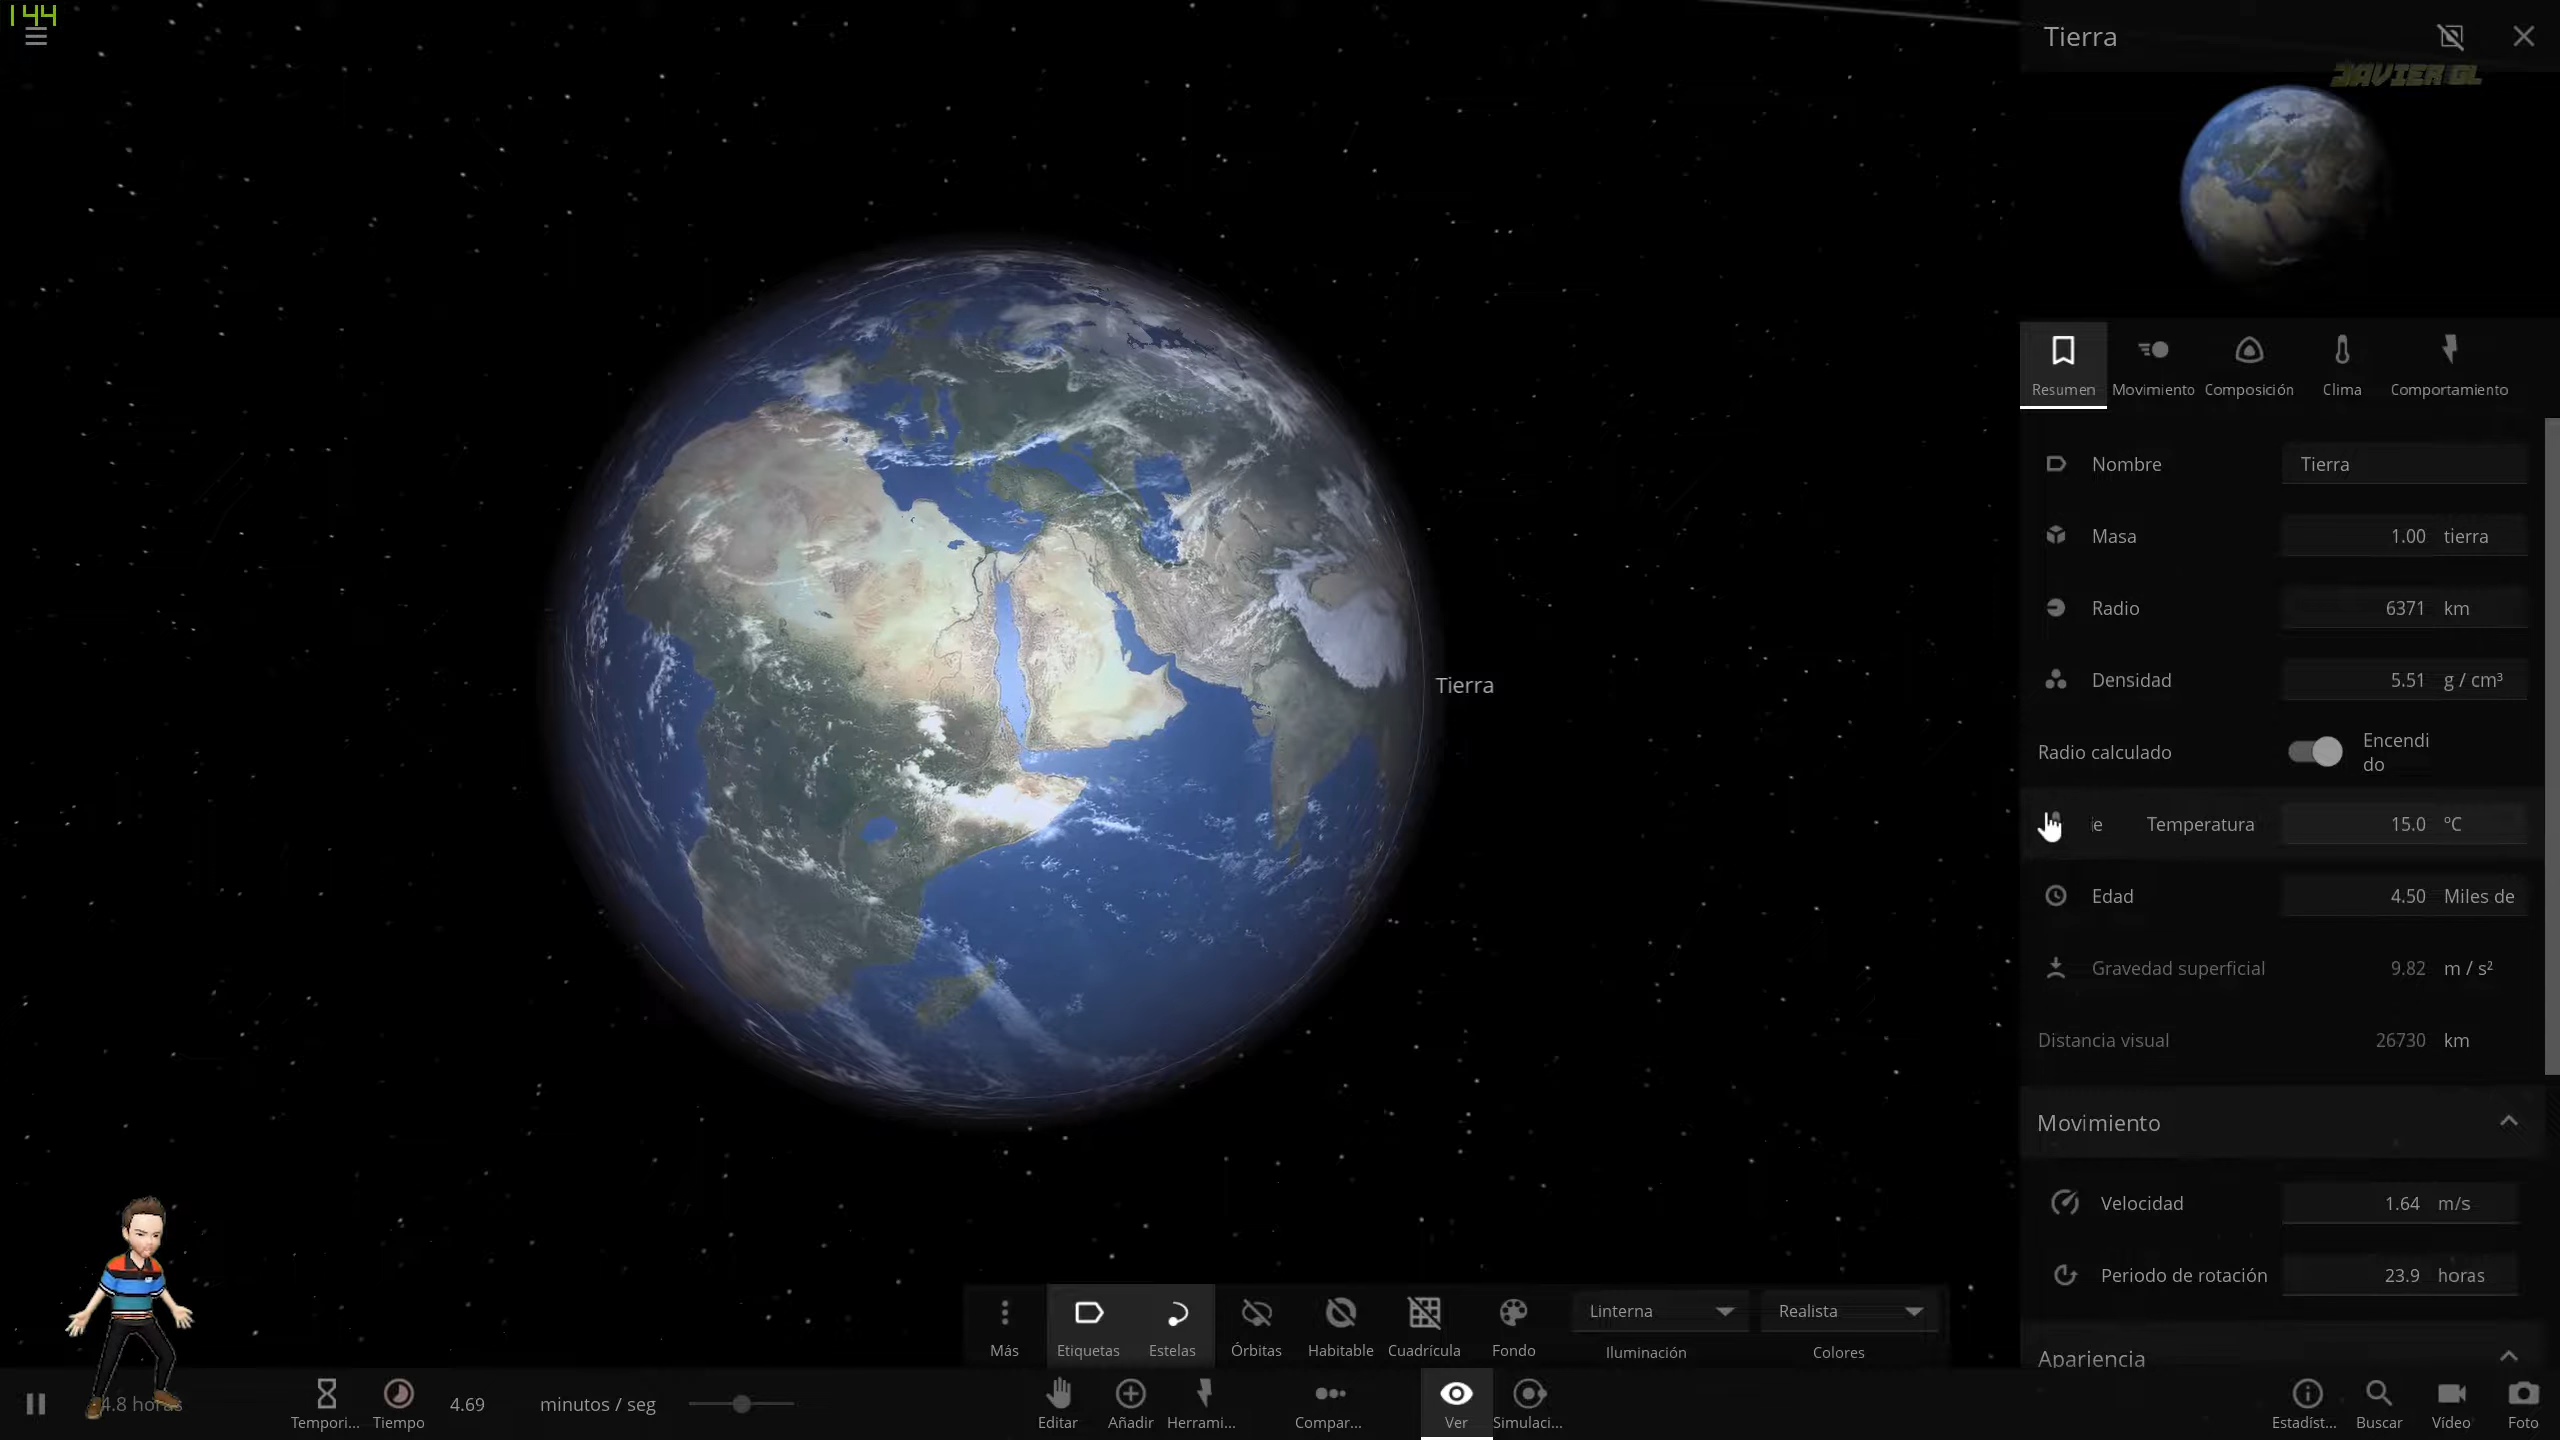 144
Tierra
JAVIER GL
Resumen
Movimiento
Composición
Clima
Comportamiento
Nombre Tierra
Masa 1.00 tierra
Radio 6371 km
Densidad 5.51 g / cm³
Radio calculado Encendi
do
Temperatura 15.0 °C
Edad 4.50 Miles de
Gravedad superficial 9.82 m / s²
Distancia visual 26730 km
Movimiento
Velocidad 1.64 m/s
Periodo de rotación 23.9 horas
Apariencia
Tierra
Más
Etiquetas
Estelas
Órbitas
Habitable
Cuadrícula
Fondo
Linterna
Iluminación
Realista
Colores
4.8 horas
Tempori...
Tiempo
4.69 minutos / seg
Editar
Añadir
Herrami...
Compar...
Ver
Simulaci...
Estadíst...
Buscar
Vídeo
Foto